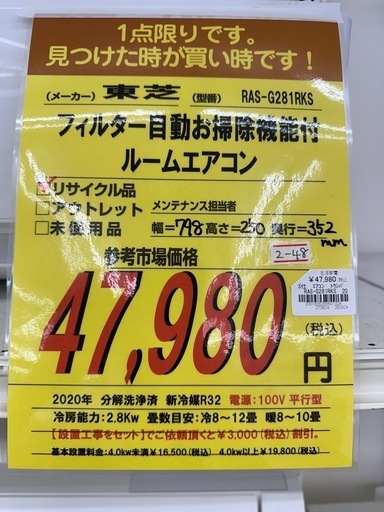 1点限りです。
見つけた時が買い時です！
(メーカー) 東芝 (型番) RAS-G281RKS
フィルター自動お掃除機能付
ルームエアコン
リサイクル品
アウトレット メンテナンス担当者
未使用品 幅=798 高さ=250 奥行=352
mm
参考市場価格
2-48
47,980円
(税込)
¥47,980
RAS-G281RKS 20
2020年 分解洗浄済 新冷媒R32 電源：100V 平行型
冷房能力：2.8Kw 畳数目安：冷8～12畳 暖8～10畳
【設置工事をセット】でご依頼頂くと¥3,000(税込)割引。
基本設置料金：4.0kw未満¥16,500(税込) 4.0kw以上¥19,800(税込)